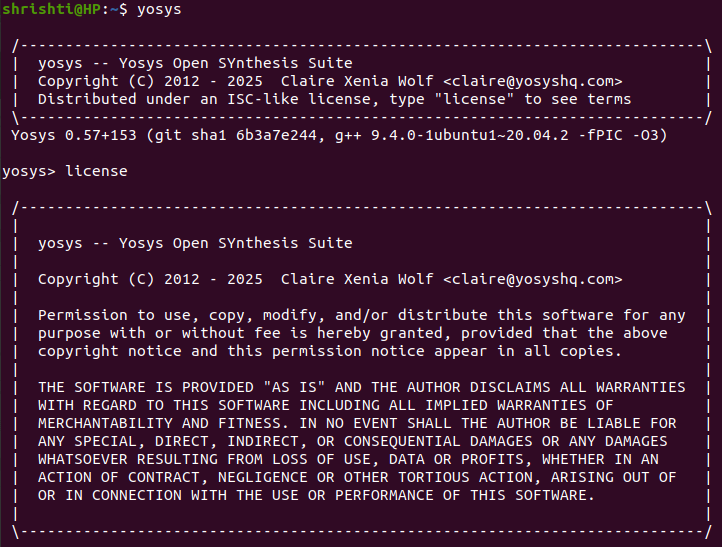 shrishti@HP:~$ yosys
/----------------------------------------------------------------------------\
|  yosys -- Yosys Open SYnthesis Suite                                       |
|  Copyright (C) 2012 - 2025  Claire Xenia Wolf <claire@yosyshq.com>         |
|  Distributed under an ISC-like license, type "license" to see terms        |
\----------------------------------------------------------------------------/
Yosys 0.57+153 (git sha1 6b3a7e244, g++ 9.4.0-1ubuntu1~20.04.2 -fPIC -O3)
yosys> license
/----------------------------------------------------------------------------\
|                                                                            |
|  yosys -- Yosys Open SYnthesis Suite                                       |
|                                                                            |
|  Copyright (C) 2012 - 2025  Claire Xenia Wolf <claire@yosyshq.com>         |
|                                                                            |
|  Permission to use, copy, modify, and/or distribute this software for any  |
|  purpose with or without fee is hereby granted, provided that the above    |
|  copyright notice and this permission notice appear in all copies.         |
|                                                                            |
|  THE SOFTWARE IS PROVIDED "AS IS" AND THE AUTHOR DISCLAIMS ALL WARRANTIES  |
|  WITH REGARD TO THIS SOFTWARE INCLUDING ALL IMPLIED WARRANTIES OF          |
|  MERCHANTABILITY AND FITNESS. IN NO EVENT SHALL THE AUTHOR BE LIABLE FOR   |
|  ANY SPECIAL, DIRECT, INDIRECT, OR CONSEQUENTIAL DAMAGES OR ANY DAMAGES    |
|  WHATSOEVER RESULTING FROM LOSS OF USE, DATA OR PROFITS, WHETHER IN AN     |
|  ACTION OF CONTRACT, NEGLIGENCE OR OTHER TORTIOUS ACTION, ARISING OUT OF   |
|  OR IN CONNECTION WITH THE USE OR PERFORMANCE OF THIS SOFTWARE.            |
|                                                                            |
\----------------------------------------------------------------------------/